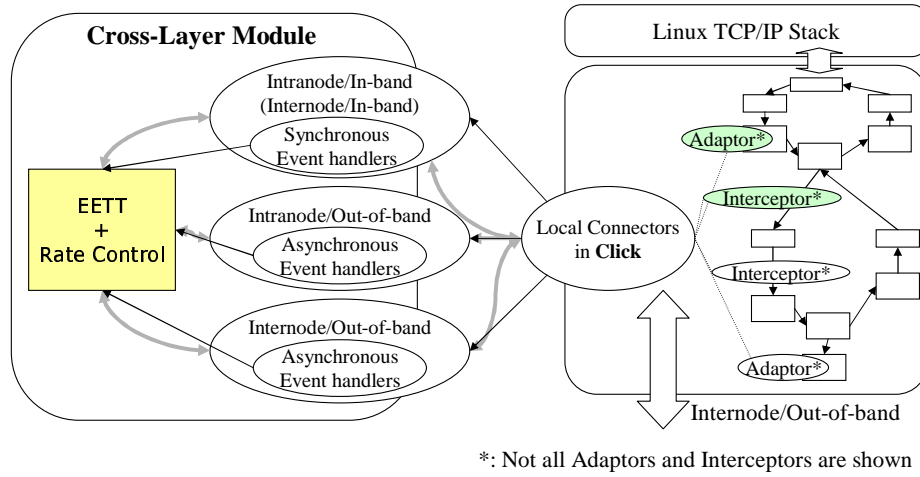 Cross-Layer Module
Linux TCP/IP Stack
Intranode/In-band
(Internode/In-band)
Synchronous
Event handlers
EETT
+
Rate Control
Intranode/Out-of-band
Asynchronous
Event handlers
Internode/Out-of-band
Asynchronous
Event handlers
Local Connectors
in Click
Adaptor*
Interceptor*
Interceptor*
Adaptor*
Internode/Out-of-band
*: Not all Adaptors and Interceptors are shown